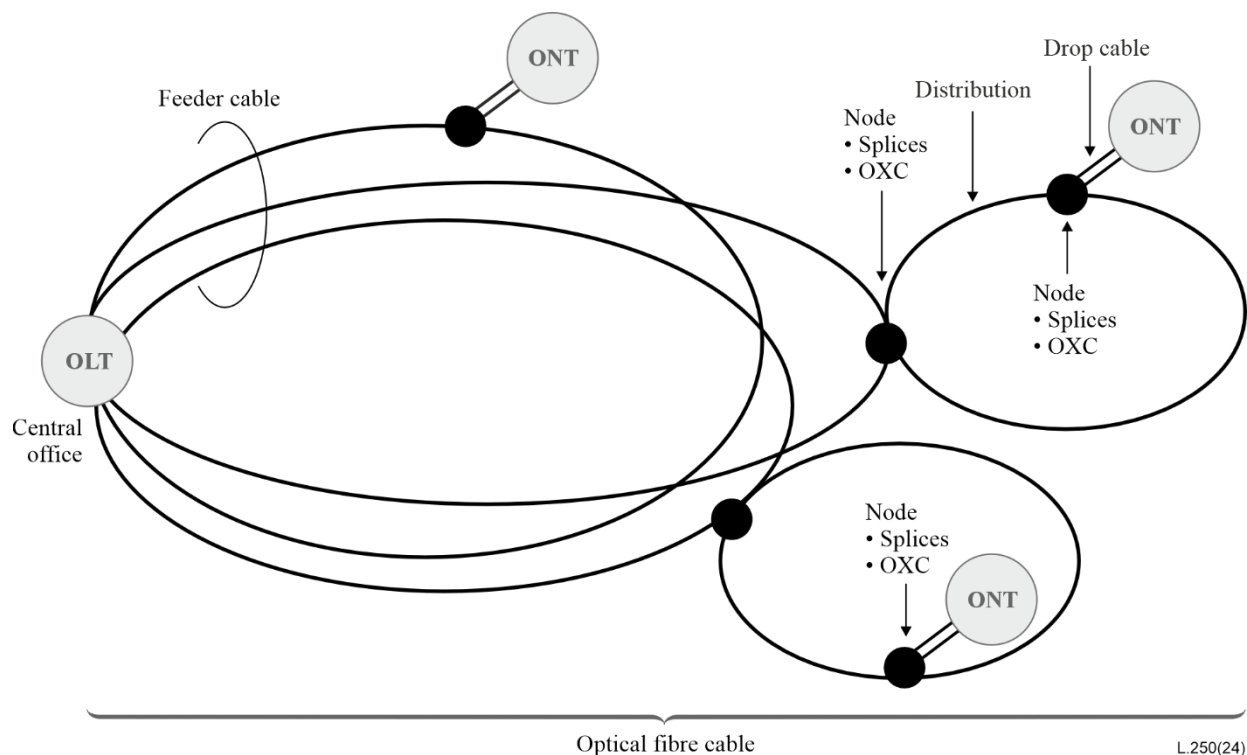 ONT
Feeder cable
Drop cable
Distribution
ONT
Node
• Splices
• OXC
Node
• Splices
• OXC
OLT
Central
office
Node
• Splices
• OXC
ONT
Optical fibre cable
L.250(24)